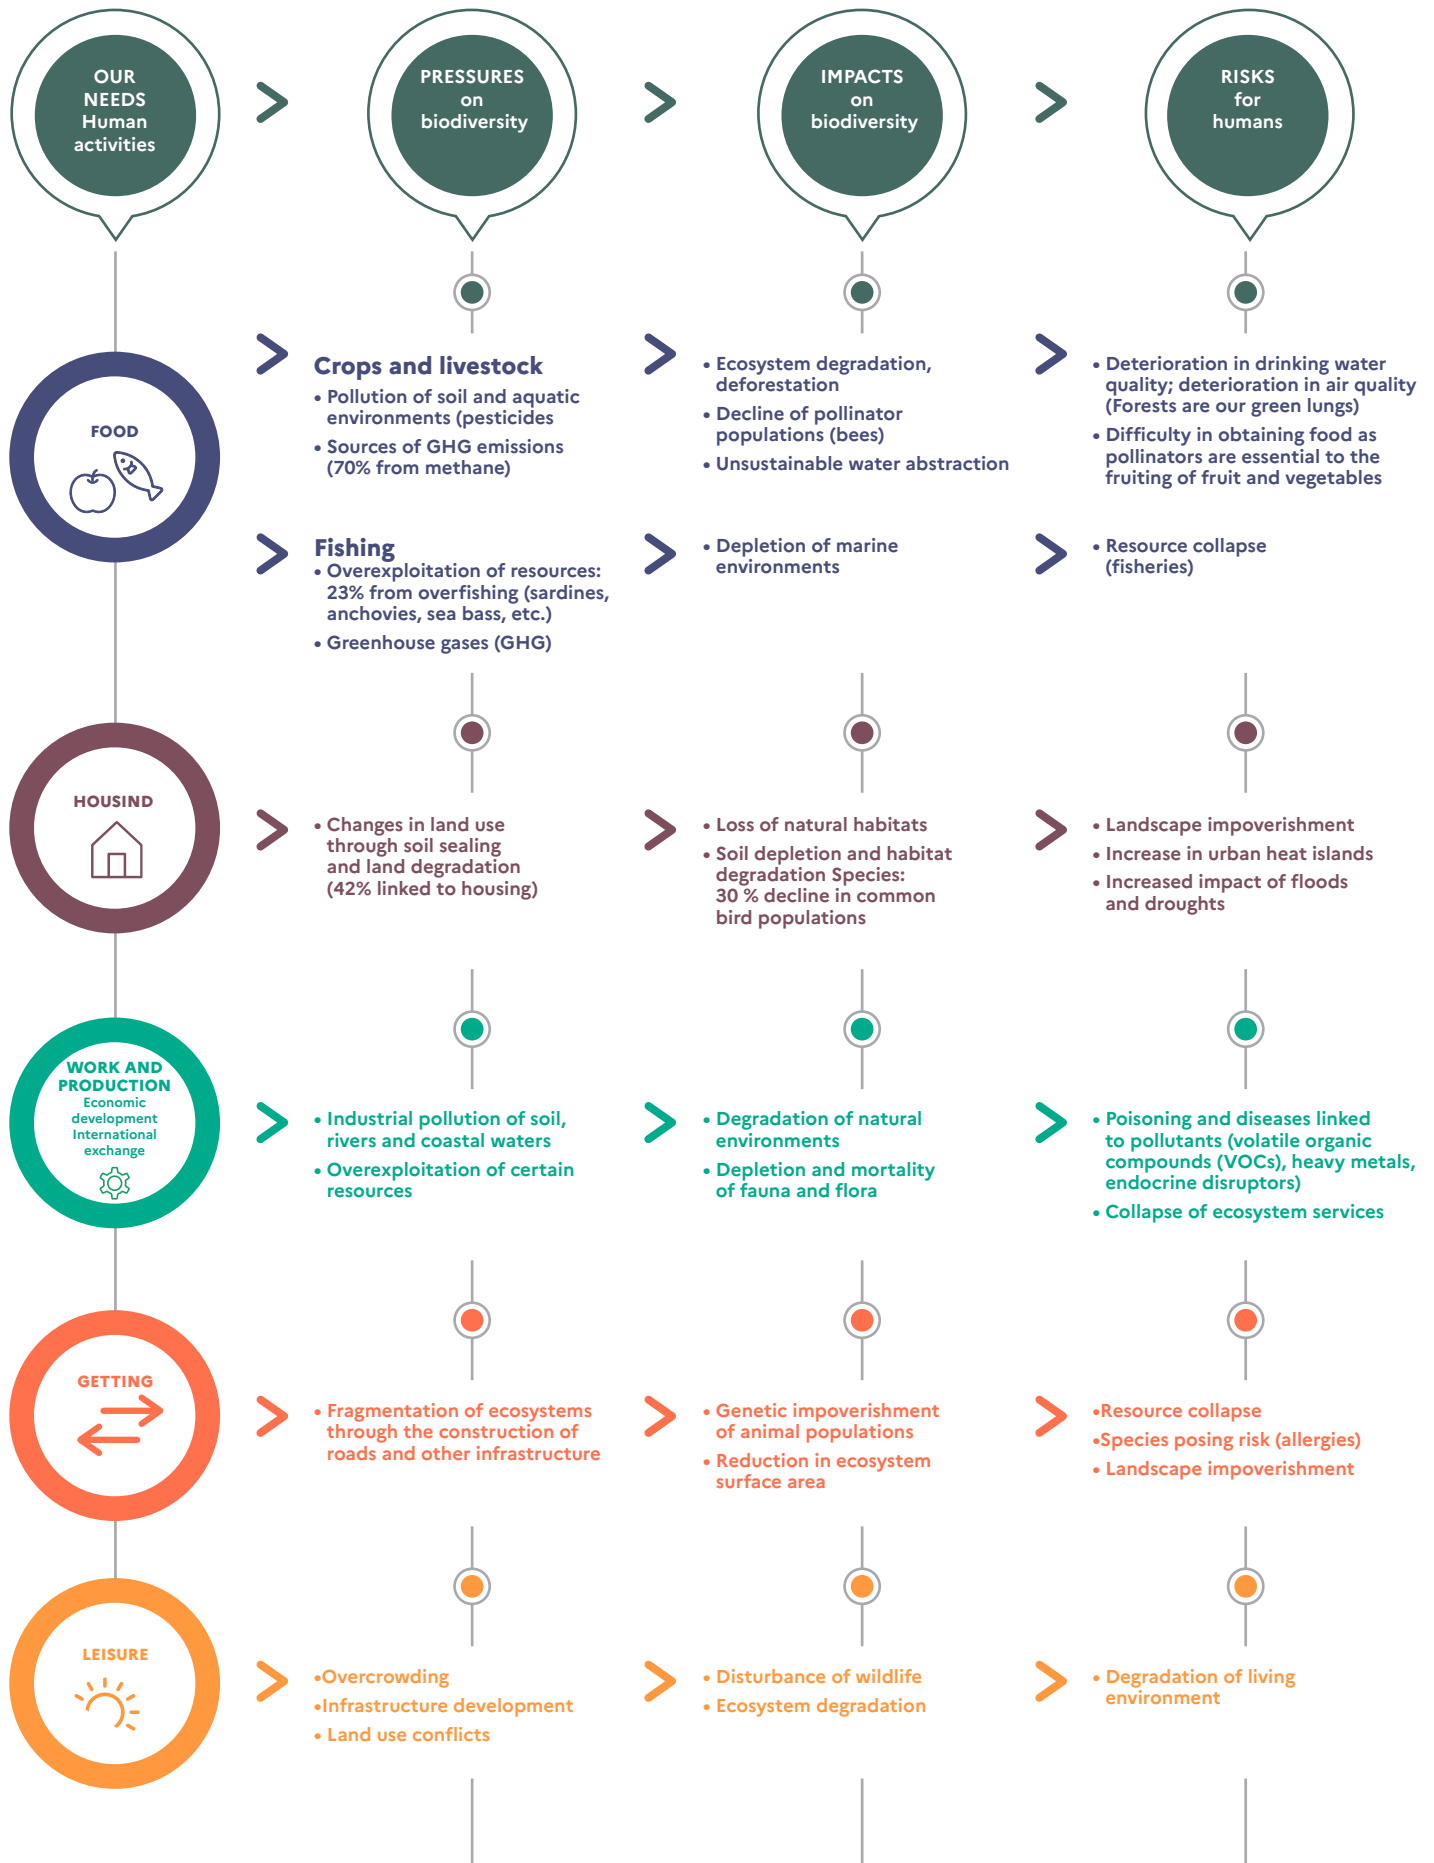 OUR
NEEDS
Human
activities
PRESSURES
on
biodiversity
IMPACTS
on
biodiversity
RISKS
for
humans
FOOD
Crops and livestock
• Pollution of soil and aquatic
environments (pesticides
• Sources of GHG emissions
(70% from methane)
• Ecosystem degradation,
deforestation
• Decline of pollinator
populations (bees)
• Unsustainable water abstraction
• Deterioration in drinking water
quality; deterioration in air quality
(Forests are our green lungs)
• Difficulty in obtaining food as
pollinators are essential to the
fruiting of fruit and vegetables
Fishing
• Overexploitation of resources:
23% from overfishing (sardines,
anchovies, sea bass, etc.)
• Greenhouse gases (GHG)
• Depletion of marine
environments
• Resource collapse
(fisheries)
HOUSIND
• Changes in land use
through soil sealing
and land degradation
(42% linked to housing)
• Loss of natural habitats
• Soil depletion and habitat
degradation Species:
30 % decline in common
bird populations
• Landscape impoverishment
• Increase in urban heat islands
• Increased impact of floods
and droughts
WORK AND
PRODUCTION
Economic
development
International
exchange
• Industrial pollution of soil,
rivers and coastal waters
• Overexploitation of certain
resources
• Degradation of natural
environments
• Depletion and mortality
of fauna and flora
• Poisoning and diseases linked
to pollutants (volatile organic
compounds (VOCs), heavy metals,
endocrine disruptors)
• Collapse of ecosystem services
GETTING
• Fragmentation of ecosystems
through the construction of
roads and other infrastructure
• Genetic impoverishment
of animal populations
• Reduction in ecosystem
surface area
•Resource collapse
•Species posing risk (allergies)
• Landscape impoverishment
LEISURE
•Overcrowding
•Infrastructure development
• Land use conflicts
• Disturbance of wildlife
• Ecosystem degradation
• Degradation of living
environment